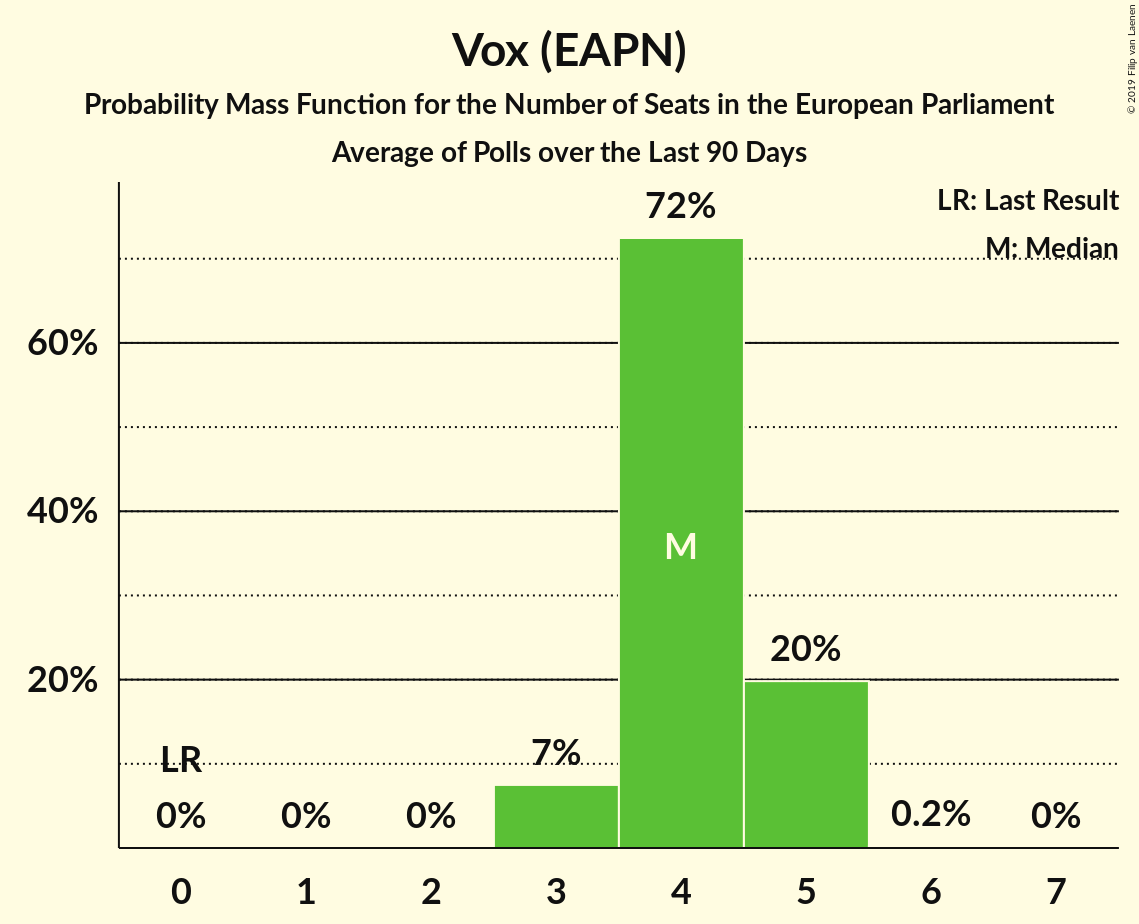 Vox (EAPN)
Probability Mass Function for the Number of Seats in the European Parliament
Average of Polls over the Last 90 Days
© 2019 Filip van Laenen
LR: Last Result
M: Median
72%
60%
40%
M
20%
20%
7%
LR
0%
0%
0%
0.2%
0%
0 1 2 3 4 5 6 7